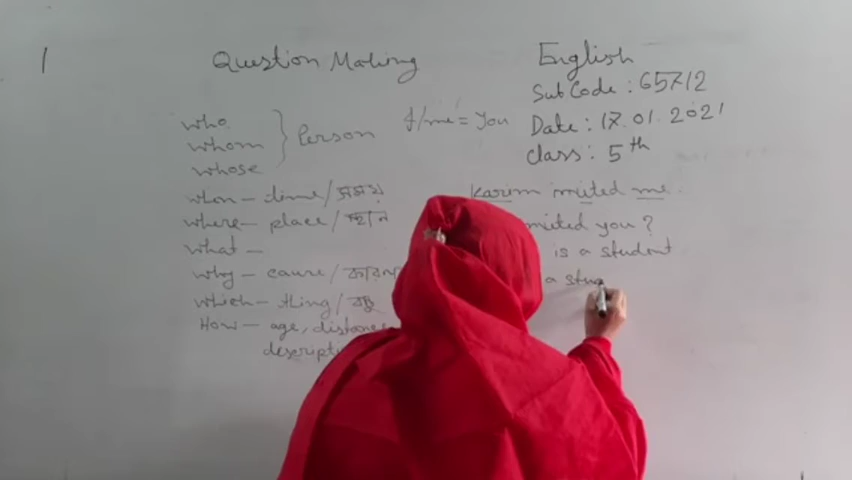 1
Question Making
English
Sub Code : 65712
Date : 17.01.2021
Class : 5th
who
whom
whose
Person
I/me = You
when - time/সময়
where - place/স্থান
what -
why - cause/কারণ
which - thing/বস্তু
How - age, distance
descripti
Karim invited me.
invited you?
is a student
a stu